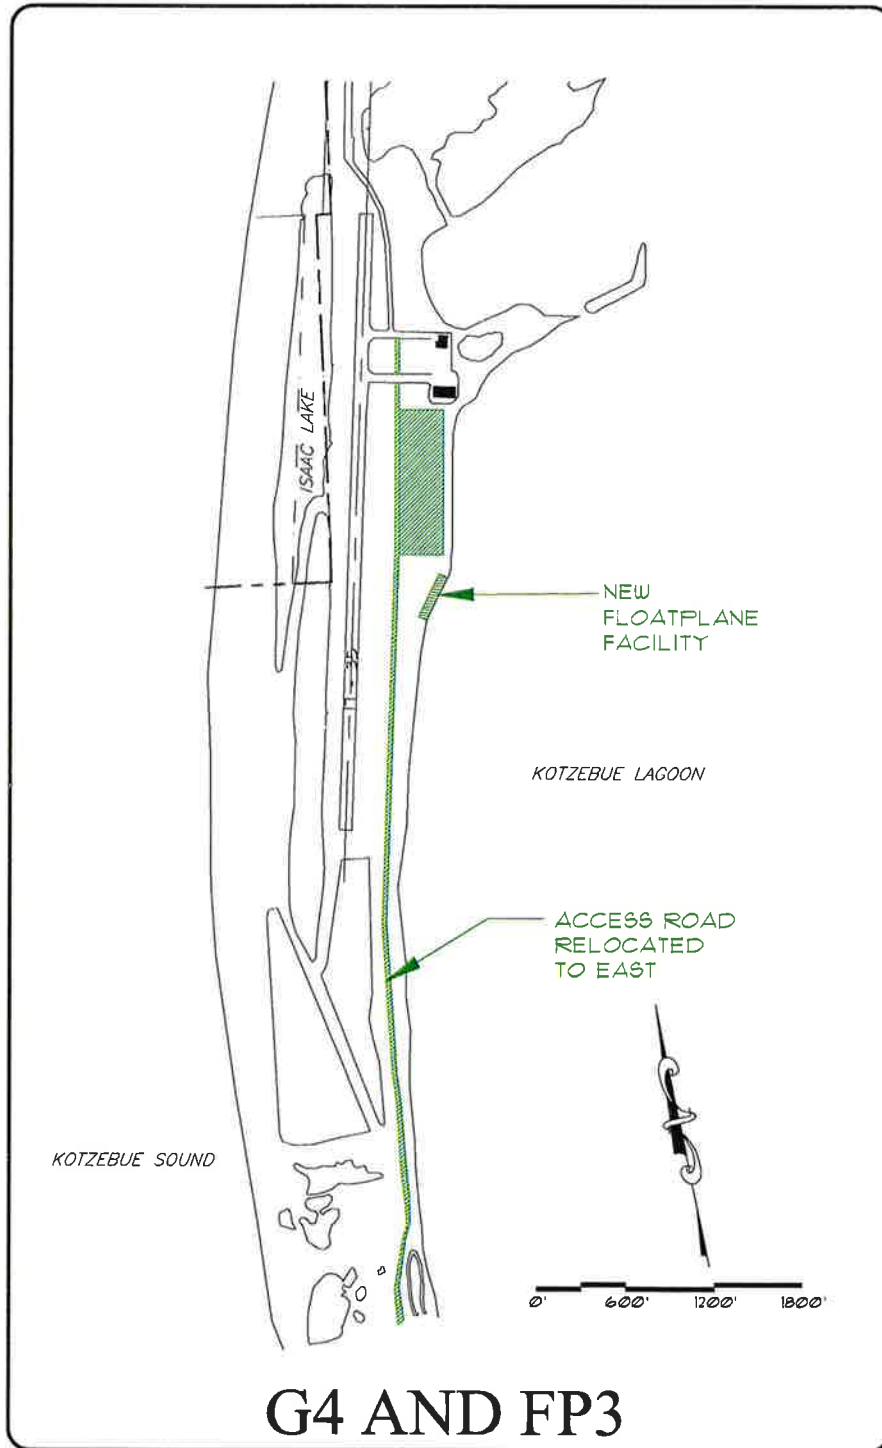 ISAAC LAKE
NEW
FLOATPLANE
FACILITY
KOTZEBUE LAGOON
ACCESS ROAD
RELOCATED
TO EAST
KOTZEBUE SOUND
0' 600' 1200' 1800'
G4 AND FP3